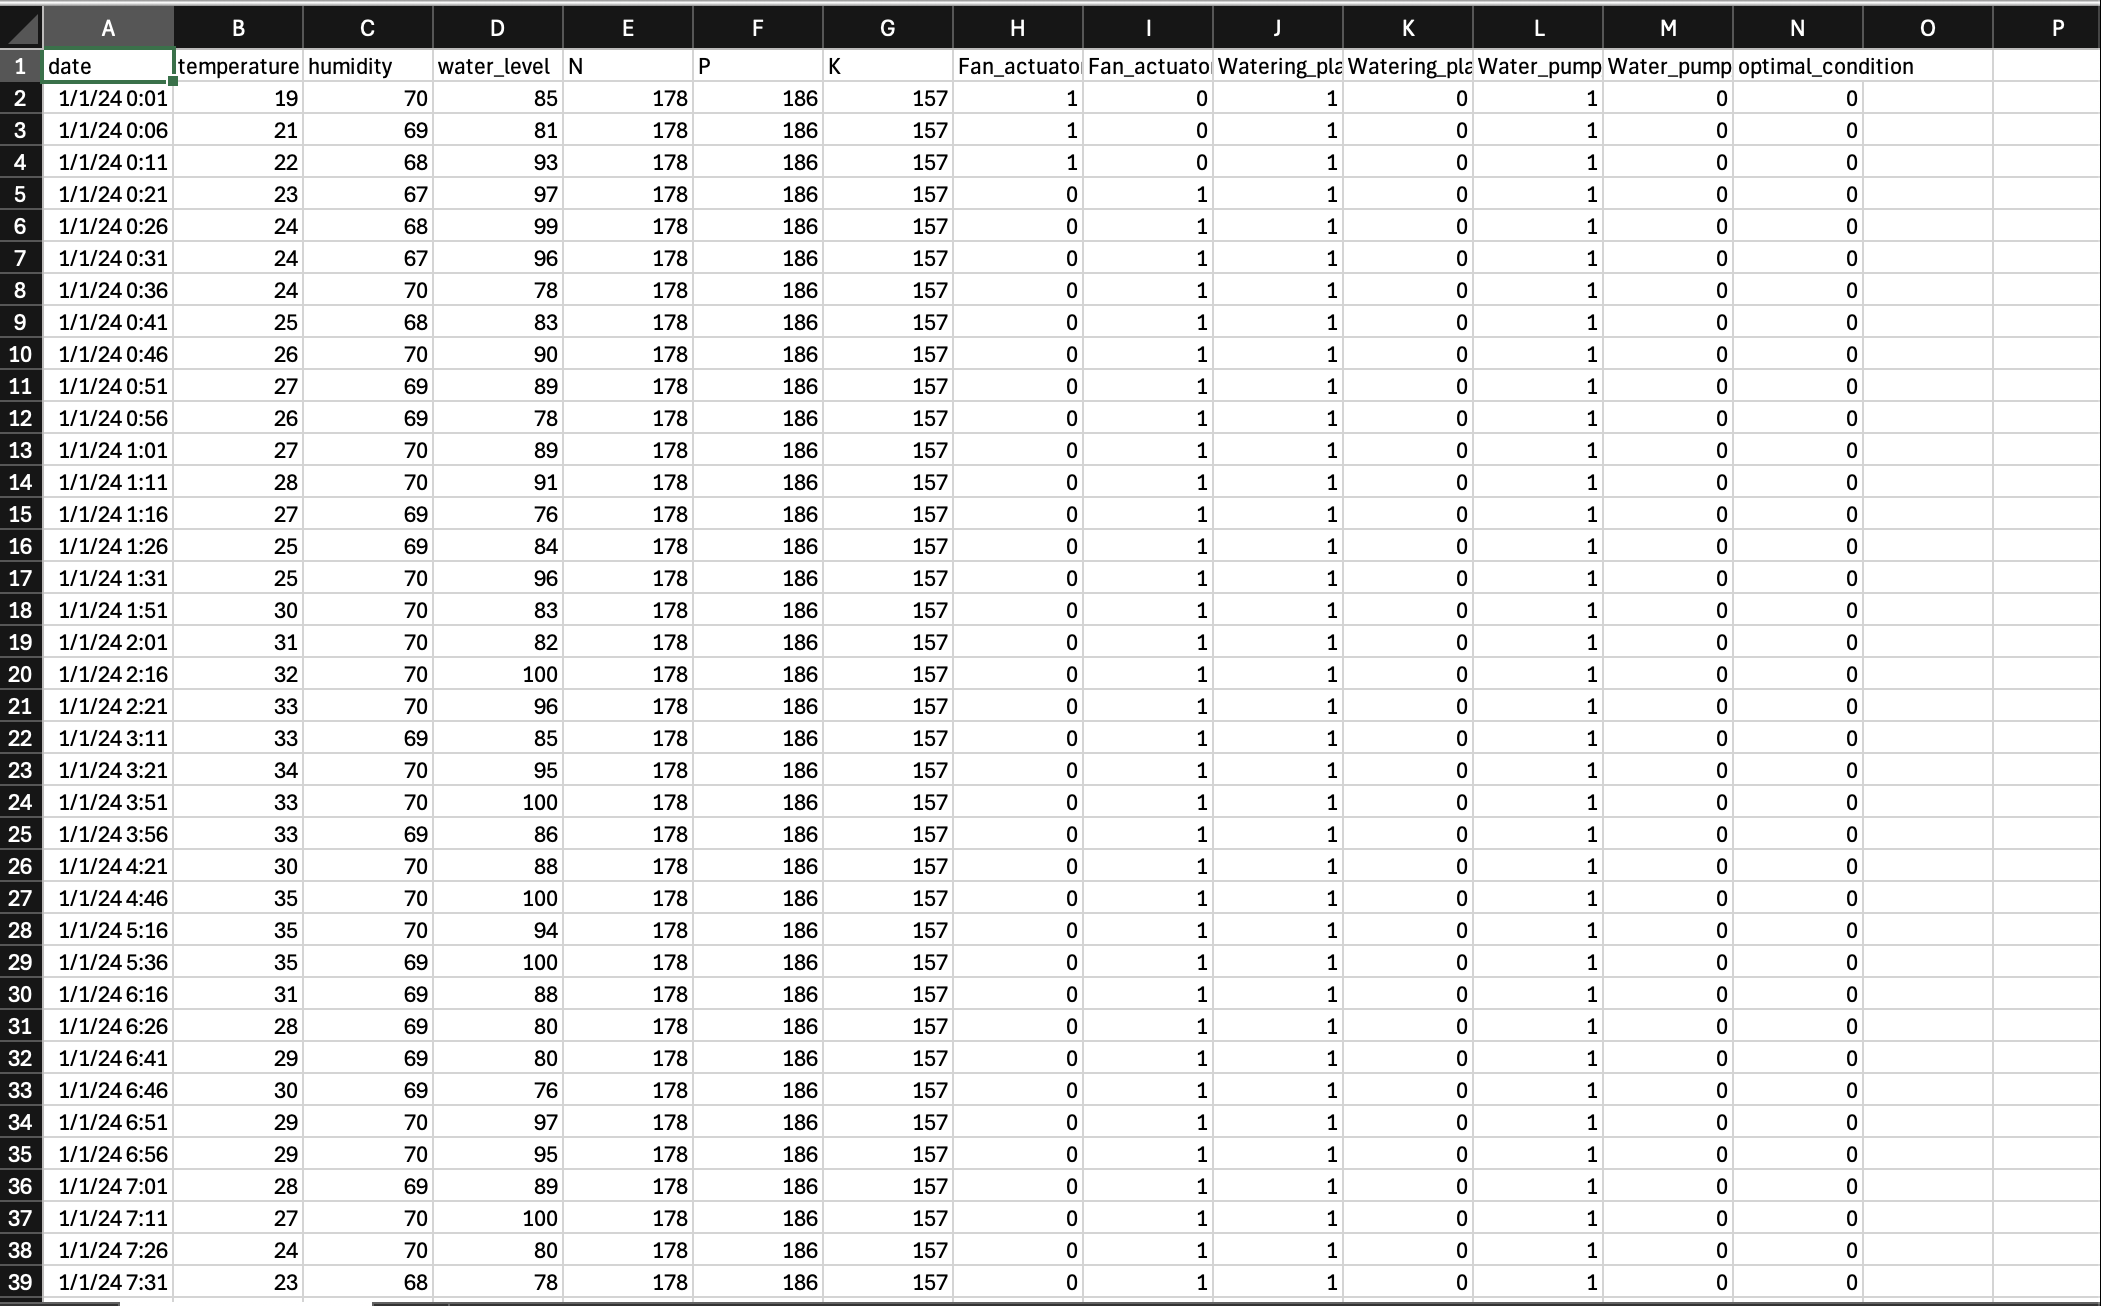 A B C D E F G H I J K L M N O P
1 date temperature humidity water_level N P K Fan_actuato Fan_actuato Watering_pla Watering_pla Water_pump Water_pump optimal_condition
2 1/1/24 0:01 19 70 85 178 186 157 1 0 1 0 1 0 0
3 1/1/24 0:06 21 69 81 178 186 157 1 0 1 0 1 0 0
4 1/1/24 0:11 22 68 93 178 186 157 1 0 1 0 1 0 0
5 1/1/24 0:21 23 67 97 178 186 157 0 1 1 0 1 0 0
6 1/1/24 0:26 24 68 99 178 186 157 0 1 1 0 1 0 0
7 1/1/24 0:31 24 67 96 178 186 157 0 1 1 0 1 0 0
8 1/1/24 0:36 24 70 78 178 186 157 0 1 1 0 1 0 0
9 1/1/24 0:41 25 68 83 178 186 157 0 1 1 0 1 0 0
10 1/1/24 0:46 26 70 90 178 186 157 0 1 1 0 1 0 0
11 1/1/24 0:51 27 69 89 178 186 157 0 1 1 0 1 0 0
12 1/1/24 0:56 26 69 78 178 186 157 0 1 1 0 1 0 0
13 1/1/24 1:01 27 70 89 178 186 157 0 1 1 0 1 0 0
14 1/1/24 1:11 28 70 91 178 186 157 0 1 1 0 1 0 0
15 1/1/24 1:16 27 69 76 178 186 157 0 1 1 0 1 0 0
16 1/1/24 1:26 25 69 84 178 186 157 0 1 1 0 1 0 0
17 1/1/24 1:31 25 70 96 178 186 157 0 1 1 0 1 0 0
18 1/1/24 1:51 30 70 83 178 186 157 0 1 1 0 1 0 0
19 1/1/24 2:01 31 70 82 178 186 157 0 1 1 0 1 0 0
20 1/1/24 2:16 32 70 100 178 186 157 0 1 1 0 1 0 0
21 1/1/24 2:21 33 70 96 178 186 157 0 1 1 0 1 0 0
22 1/1/24 3:11 33 69 85 178 186 157 0 1 1 0 1 0 0
23 1/1/24 3:21 34 70 95 178 186 157 0 1 1 0 1 0 0
24 1/1/24 3:51 33 70 100 178 186 157 0 1 1 0 1 0 0
25 1/1/24 3:56 33 69 86 178 186 157 0 1 1 0 1 0 0
26 1/1/24 4:21 30 70 88 178 186 157 0 1 1 0 1 0 0
27 1/1/24 4:46 35 70 100 178 186 157 0 1 1 0 1 0 0
28 1/1/24 5:16 35 70 94 178 186 157 0 1 1 0 1 0 0
29 1/1/24 5:36 35 69 100 178 186 157 0 1 1 0 1 0 0
30 1/1/24 6:16 31 69 88 178 186 157 0 1 1 0 1 0 0
31 1/1/24 6:26 28 69 80 178 186 157 0 1 1 0 1 0 0
32 1/1/24 6:41 29 69 80 178 186 157 0 1 1 0 1 0 0
33 1/1/24 6:46 30 69 76 178 186 157 0 1 1 0 1 0 0
34 1/1/24 6:51 29 70 97 178 186 157 0 1 1 0 1 0 0
35 1/1/24 6:56 29 70 95 178 186 157 0 1 1 0 1 0 0
36 1/1/24 7:01 28 69 89 178 186 157 0 1 1 0 1 0 0
37 1/1/24 7:11 27 70 100 178 186 157 0 1 1 0 1 0 0
38 1/1/24 7:26 24 70 80 178 186 157 0 1 1 0 1 0 0
39 1/1/24 7:31 23 68 78 178 186 157 0 1 1 0 1 0 0